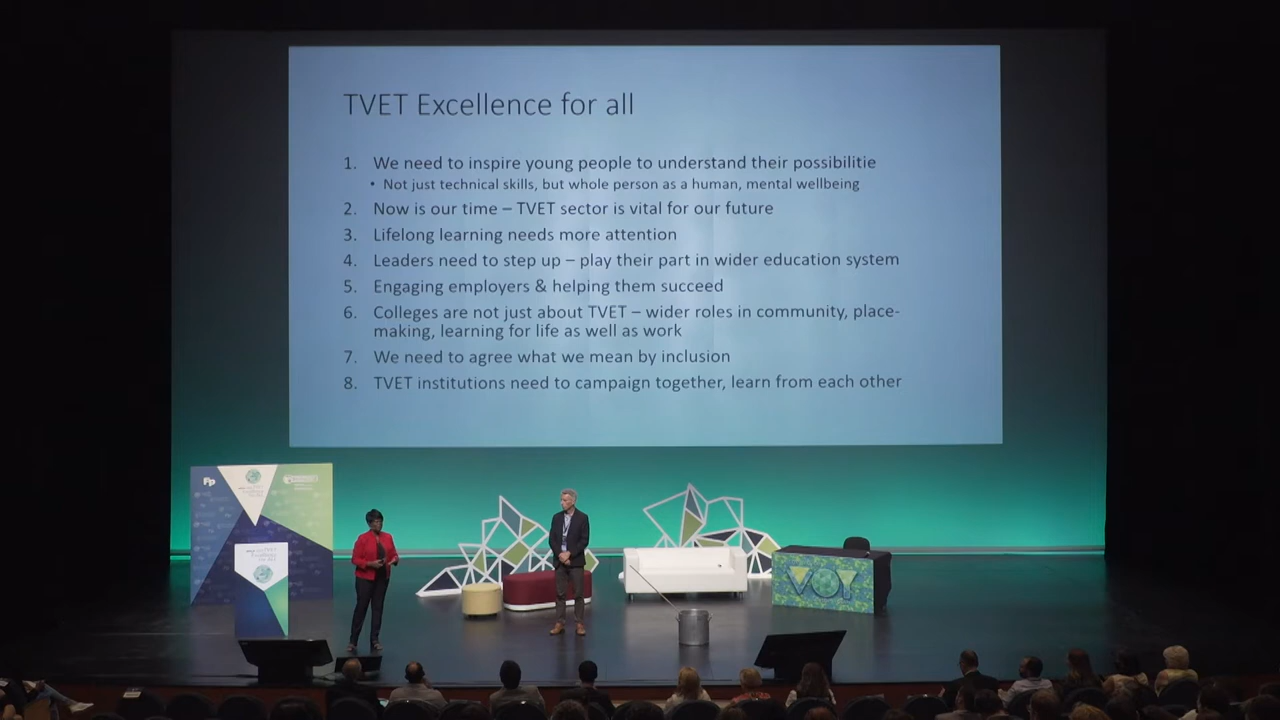 TVET Excellence for all
1. We need to inspire young people to understand their possibilitie
• Not just technical skills, but whole person as a human, mental wellbeing
2. Now is our time – TVET sector is vital for our future
3. Lifelong learning needs more attention
4. Leaders need to step up – play their part in wider education system
5. Engaging employers & helping them succeed
6. Colleges are not just about TVET – wider roles in community, place-
making, learning for life as well as work
7. We need to agree what we mean by inclusion
8. TVET institutions need to campaign together, learn from each other
Fp
VOY